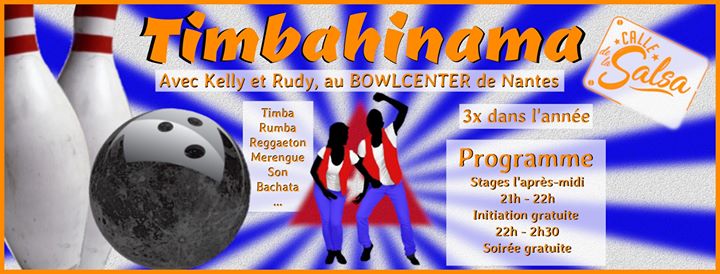 Timbahinama
CALLE
de la
Salsa
Avec Kelly et Rudy, au BOWLCENTER de Nantes
Timba
Rumba
Reggaeton
Merengue
Son
Bachata
...
3x dans l'année
Programme
Stages l'après-midi
21h - 22h
Initiation gratuite
22h - 2h30
Soirée gratuite